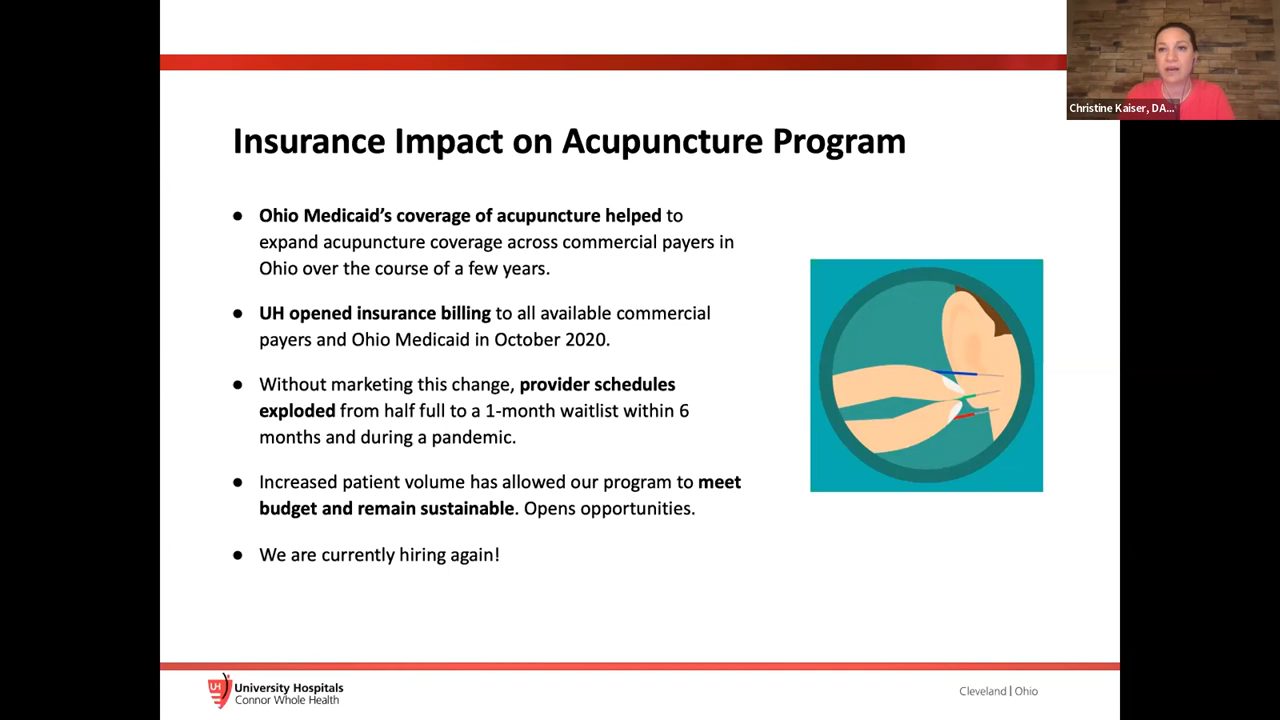 Christine Kaiser, DA...
Insurance Impact on Acupuncture Program
● Ohio Medicaid’s coverage of acupuncture helped to
expand acupuncture coverage across commercial payers in
Ohio over the course of a few years.
● UH opened insurance billing to all available commercial
payers and Ohio Medicaid in October 2020.
● Without marketing this change, provider schedules
exploded from half full to a 1-month waitlist within 6
months and during a pandemic.
● Increased patient volume has allowed our program to meet
budget and remain sustainable. Opens opportunities.
● We are currently hiring again!
UH University Hospitals
Connor Whole Health
Cleveland | Ohio